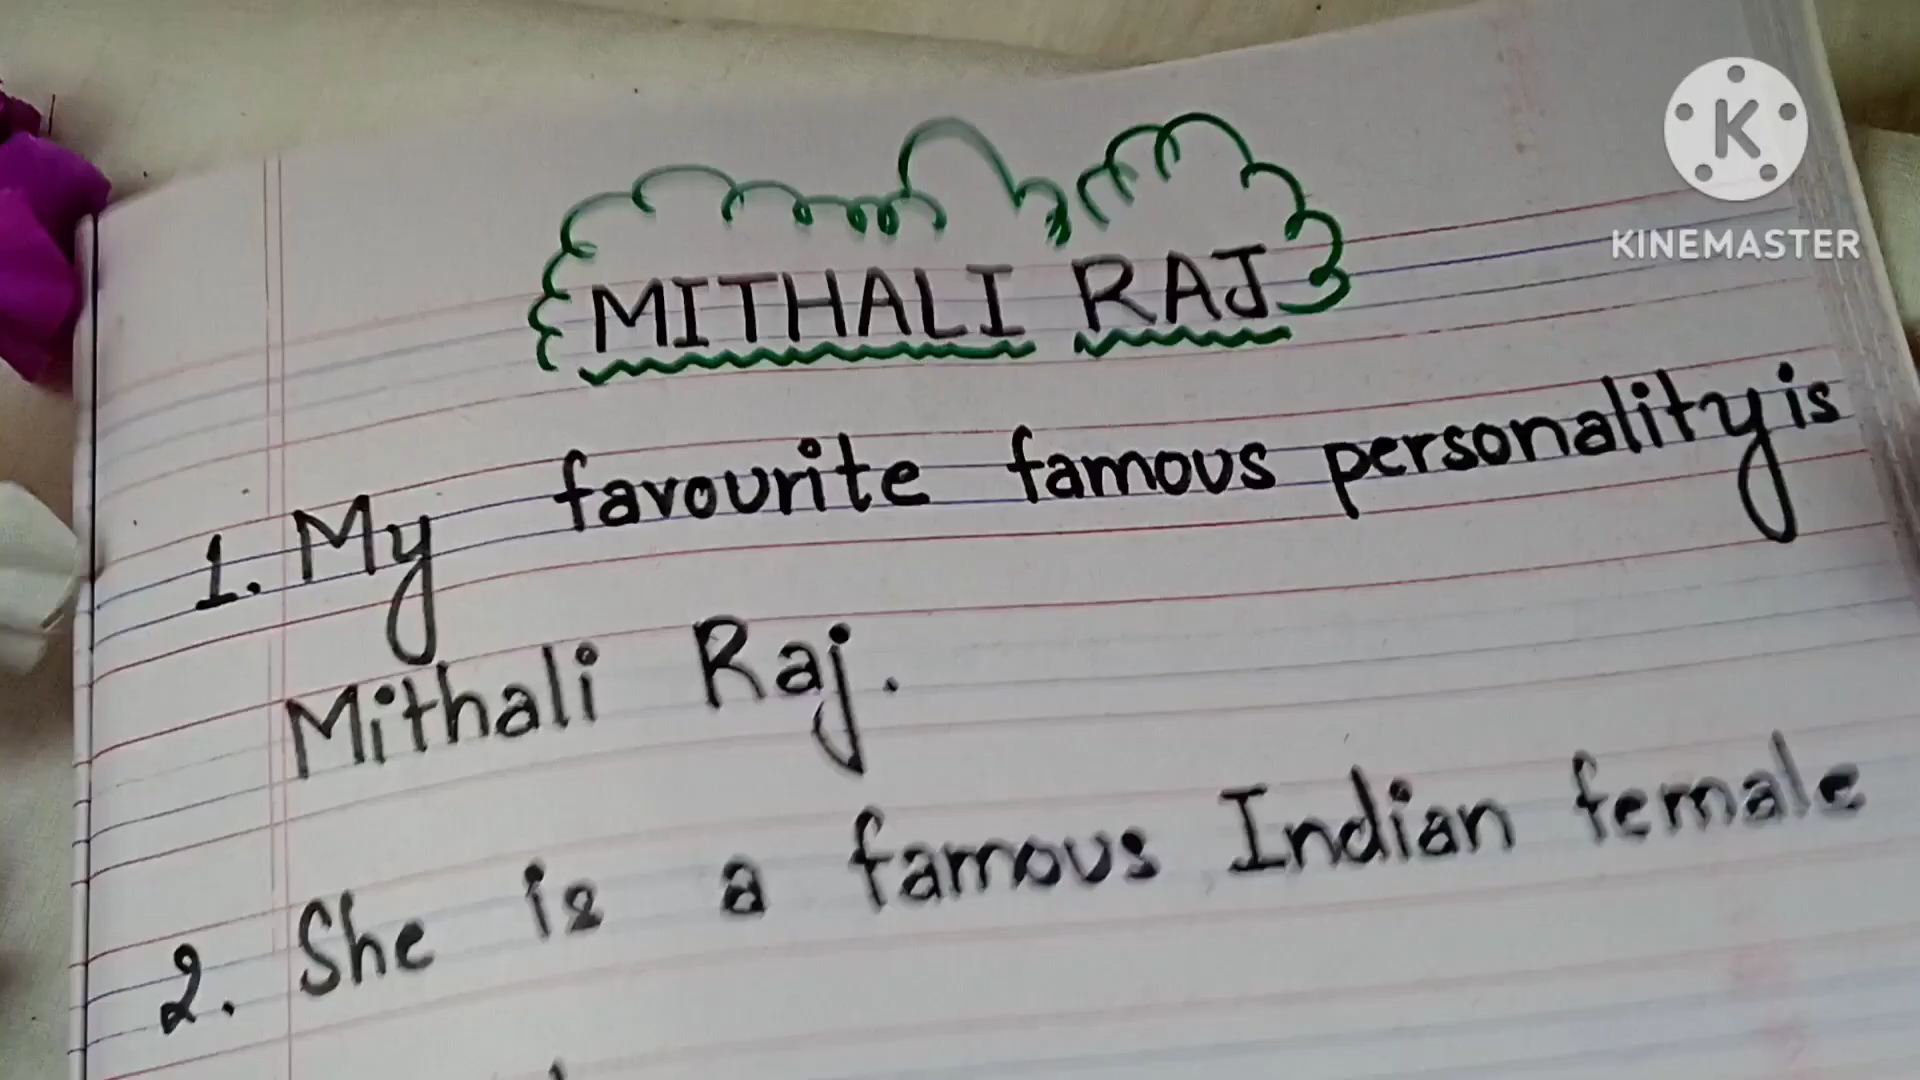 MITHALI RAJ
1. My favourite famous personality is
Mithali Raj.
2. She is a famous Indian female
K
KINEMASTER